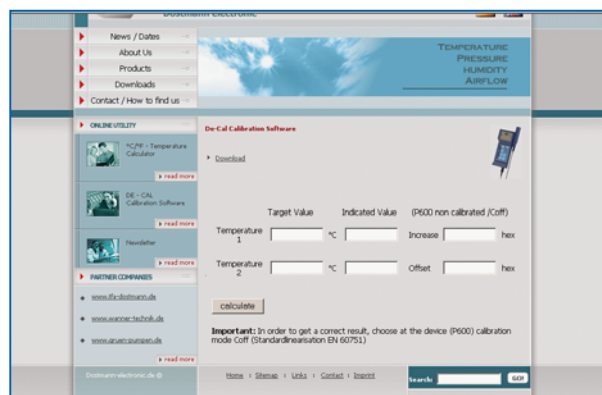 Dostmann electronic
News / Dates
About Us
Products
Downloads
Contact / How to find us
TEMPERATURE
PRESSURE
HUMIDITY
AIRFLOW
ONLINE UTILITY
°C/°F - Temperature
Calculator
read more
DE - CAL
Calibration Software
read more
Newsletter
read more
PARTNER COMPANIES
www.tfa-dostmann.de
www.wanner-technik.de
www.gruen-pumpen.de
read more
De-Cal Calibration Software
Download
Target Value Indicated Value (P600 non calibrated /Coff)
Temperature
1 °C Increase hex
Temperature
2 °C Offset hex
calculate
Important: In order to get a correct result, choose at the device (P600) calibration
mode Coff (Standardlinearisation EN 60751)
Dostmann-electronic.de ©
Home | Sitemap | Links | Contact | Imprint
Search: GO!